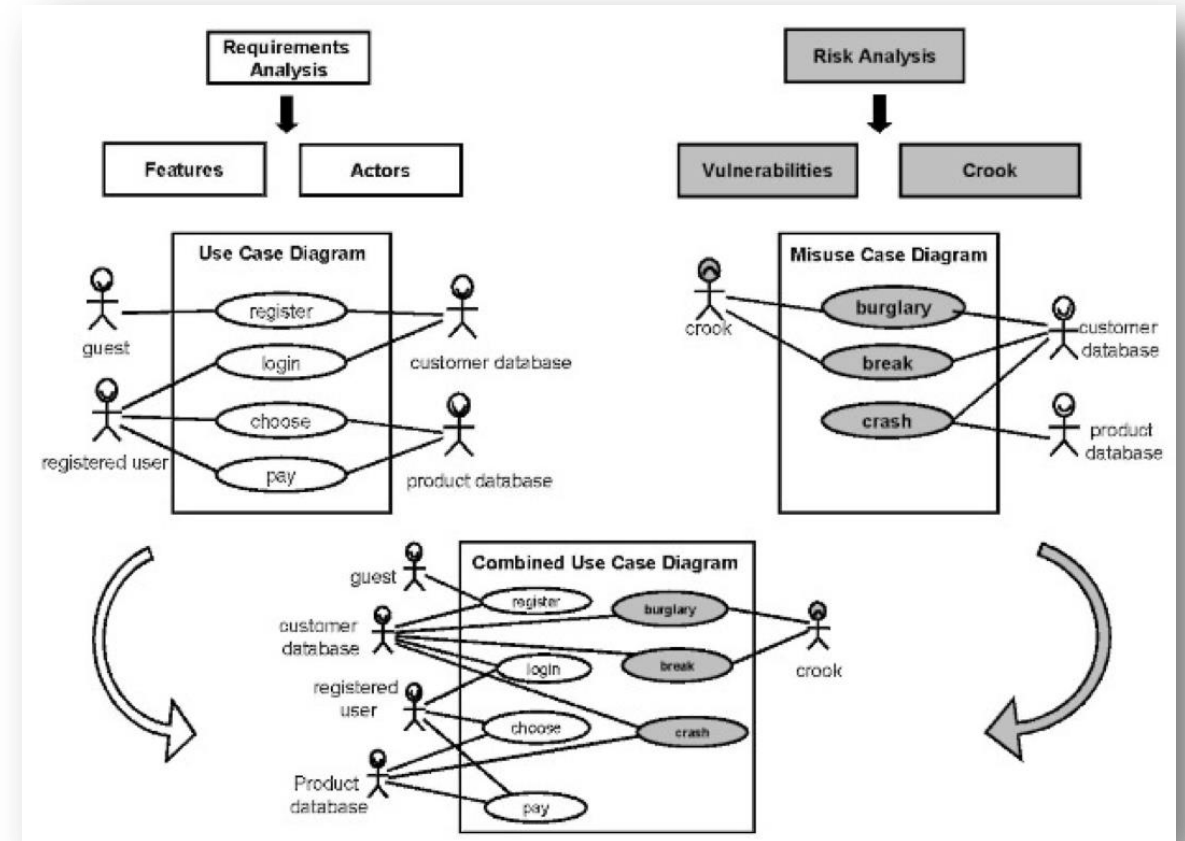 Requirements
Analysis
Risk Analysis
Features
Actors
Vulnerabilities
Crook
Use Case Diagram
guest
register
login
choose
pay
registered user
customer database
product database
Misuse Case Diagram
crook
burglary
break
crash
customer
database
product
database
Combined Use Case Diagram
guest
customer
database
registered
user
Product
database
register
login
choose
pay
burglary
break
crash
crook